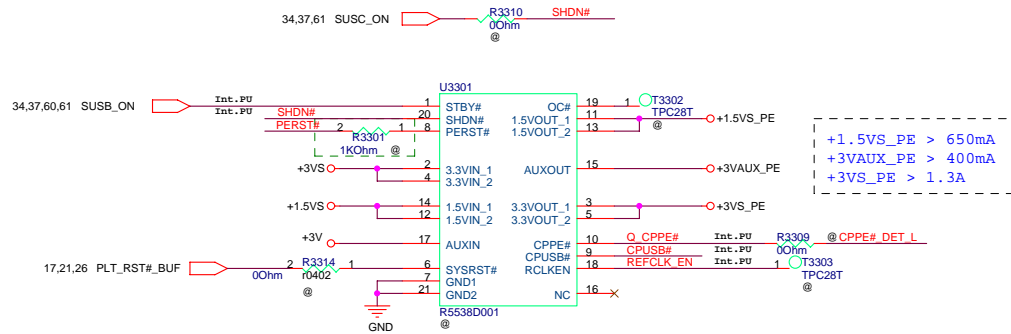 34,37,61 SUSC_ON
R3310
0Ohm
@
SHDN#
U3301
34,37,60,61 SUSB_ON
Int.PU
Int.PU
SHDN#
PERST#
2
R3301
1
1KOhm
@
1
20
8
STBY#
SHDN#
PERST#
OC#
1.5VOUT_1
1.5VOUT_2
19
11
13
1
T3302
TPC28T
@
+1.5VS_PE
+1.5VS_PE > 650mA
+3VAUX_PE > 400mA
+3VS_PE > 1.3A
+3VS
2
4
3.3VIN_1
3.3VIN_2
AUXOUT
15
+3VAUX_PE
+1.5VS
14
12
1.5VIN_1
1.5VIN_2
3.3VOUT_1
3.3VOUT_2
3
5
+3VS_PE
+3V
17
AUXIN
CPPE#
CPUSB#
RCLKEN
10
9
18
Q_CPPE#
CPUSB#
REFCLK_EN
Int.PU
Int.PU
Int.PU
R3309
0Ohm
@
CPPE#_DET_L
1
T3303
TPC28T
@
17,21,26 PLT_RST#_BUF
0Ohm
2
R3314
r0402
@
1
6
7
21
SYSRST#
GND1
GND2
NC
16
GND
R5538D001
@